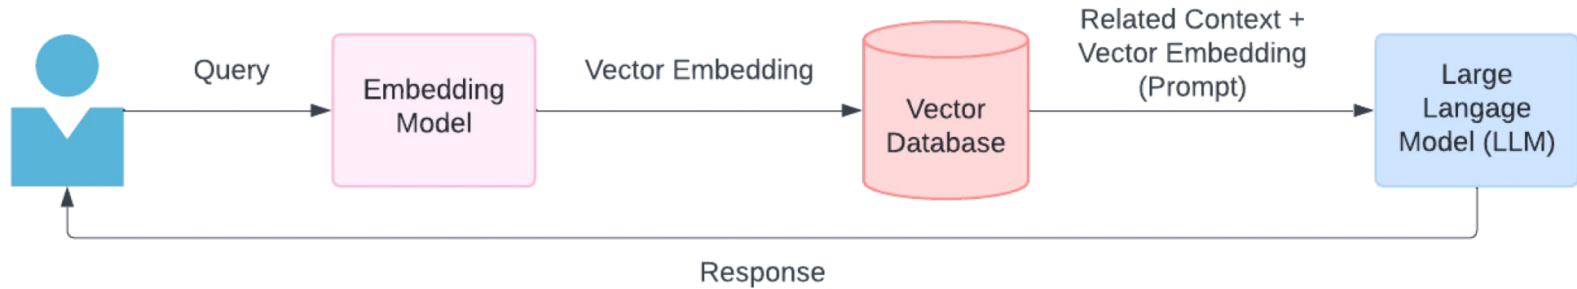 Query
Embedding
Model
Vector Embedding
Vector
Database
Related Context +
Vector Embedding
(Prompt)
Large
Langage
Model (LLM)
Response